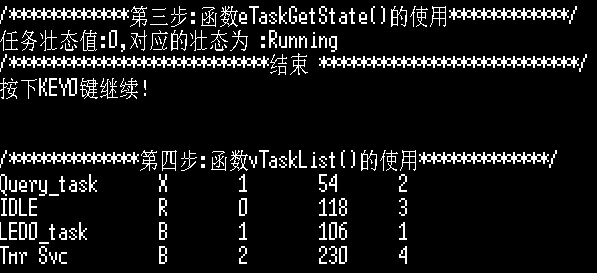 /************第三步:函数eTaskGetState()的使用************/
任务状态值:0,对应的状态为 :Running
/**************************结束 **************************/
按下KEY0键继续!
/*************第四步:函数vTaskList()的使用*************/
Query_task X 1 54 2
IDLE R 0 118 3
LED0_task B 1 106 1
Tmr Svc B 2 230 4